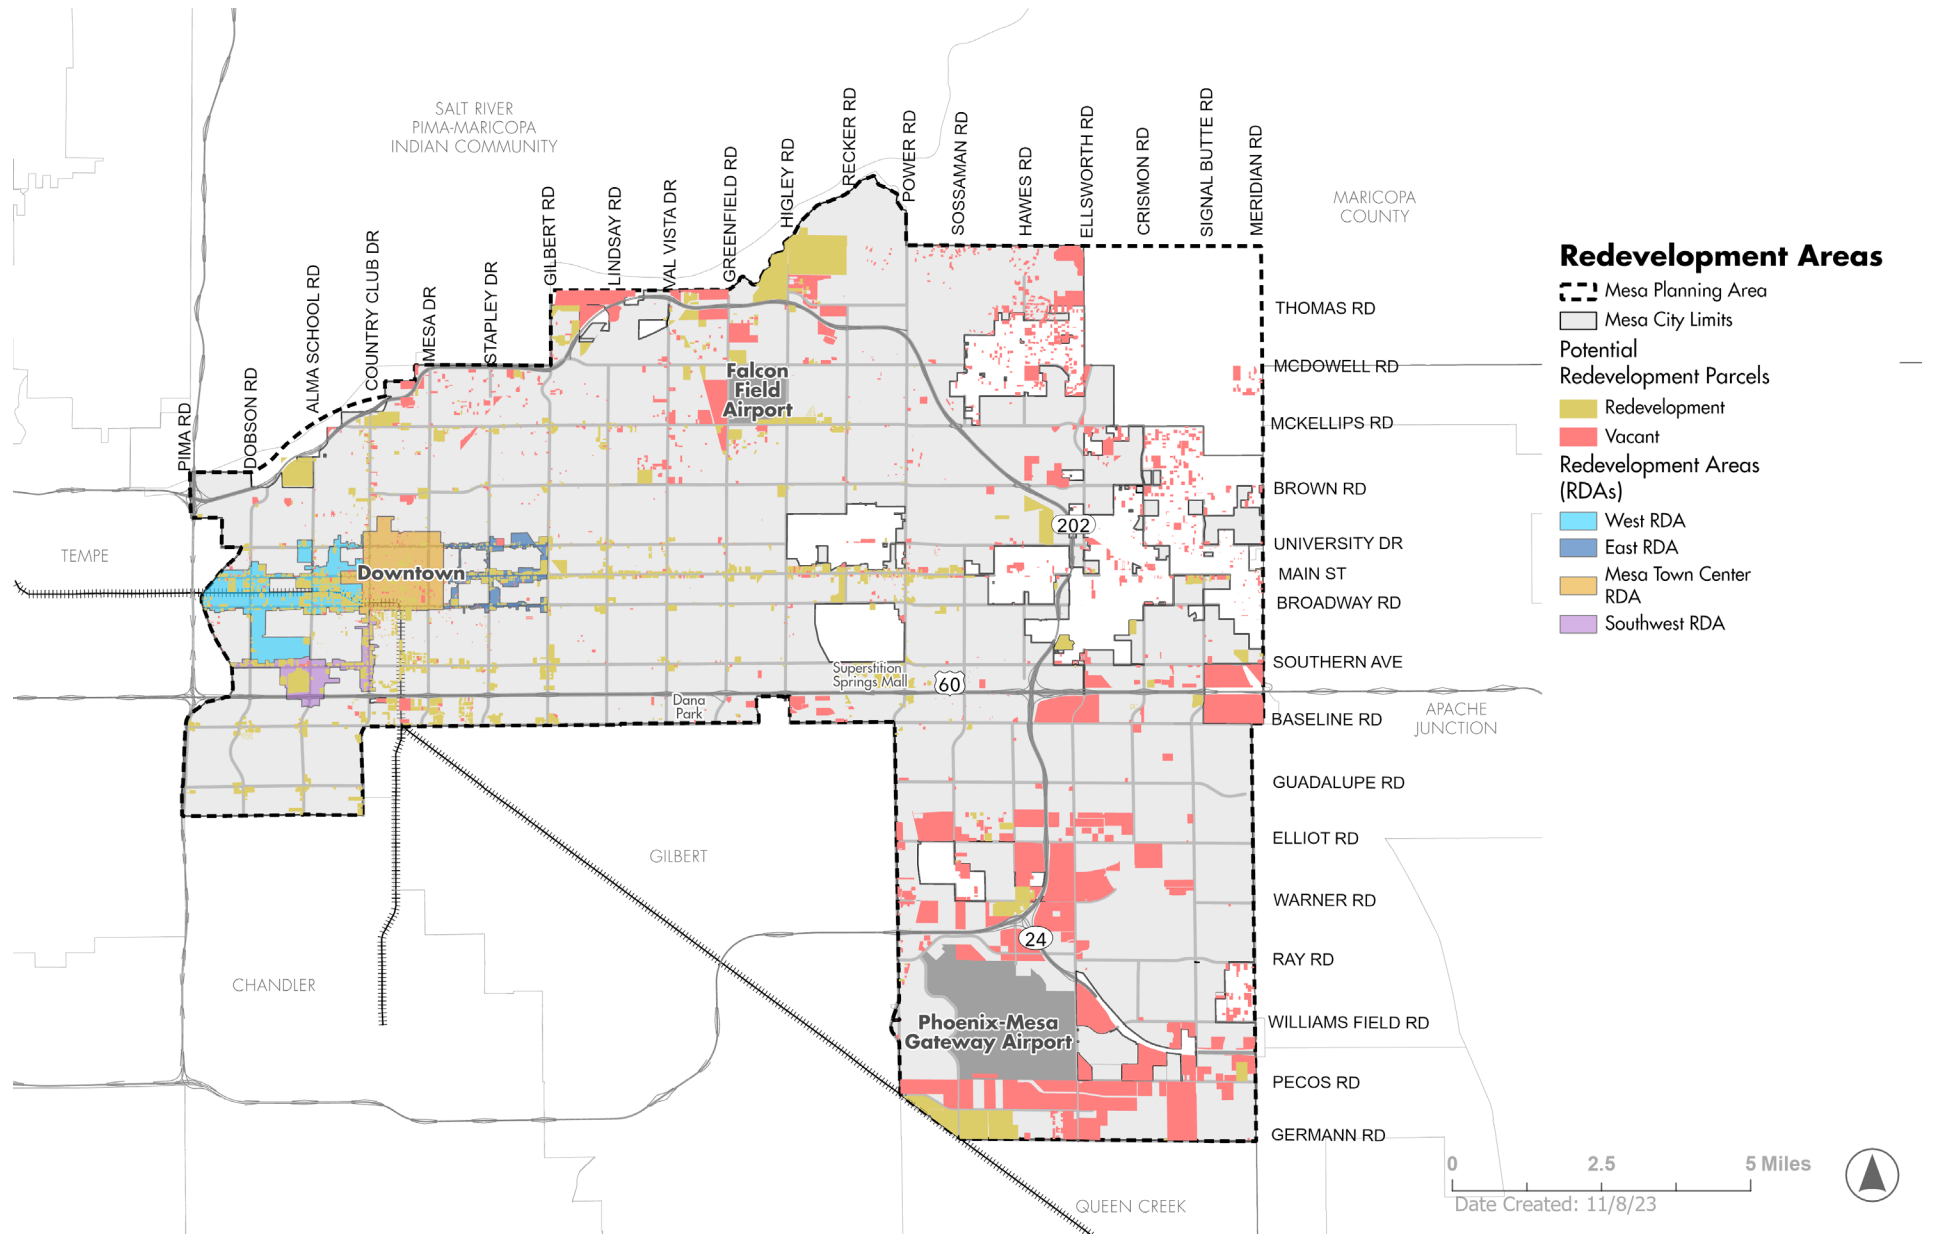 SALT RIVER
PIMA-MARICOPA
INDIAN COMMUNITY
MARICOPA
COUNTY
TEMPE
CHANDLER
GILBERT
QUEEN CREEK
APACHE
JUNCTION
PIMA RD
DOBSON RD
ALMA SCHOOL RD
COUNTRY CLUB DR
MESA DR
STAPLEY DR
GILBERT RD
LINDSAY RD
VAL VISTA DR
GREENFIELD RD
HIGLEY RD
RECKER RD
POWER RD
SOSSAMAN RD
HAWES RD
ELLSWORTH RD
CRISMON RD
SIGNAL BUTTE RD
MERIDIAN RD
THOMAS RD
MCDOWELL RD
MCKELLIPS RD
BROWN RD
UNIVERSITY DR
MAIN ST
BROADWAY RD
SOUTHERN AVE
BASELINE RD
GUADALUPE RD
ELLIOT RD
WARNER RD
RAY RD
WILLIAMS FIELD RD
PECOS RD
GERMANN RD
Falcon
Field
Airport
Downtown
202
Superstition
Springs Mall
60
Dana
Park
24
Phoenix-Mesa
Gateway Airport
Redevelopment Areas
Mesa Planning Area
Mesa City Limits
Potential
Redevelopment Parcels
Redevelopment
Vacant
Redevelopment Areas
(RDAs)
West RDA
East RDA
Mesa Town Center
RDA
Southwest RDA
0 2.5 5 Miles
Date Created: 11/8/23